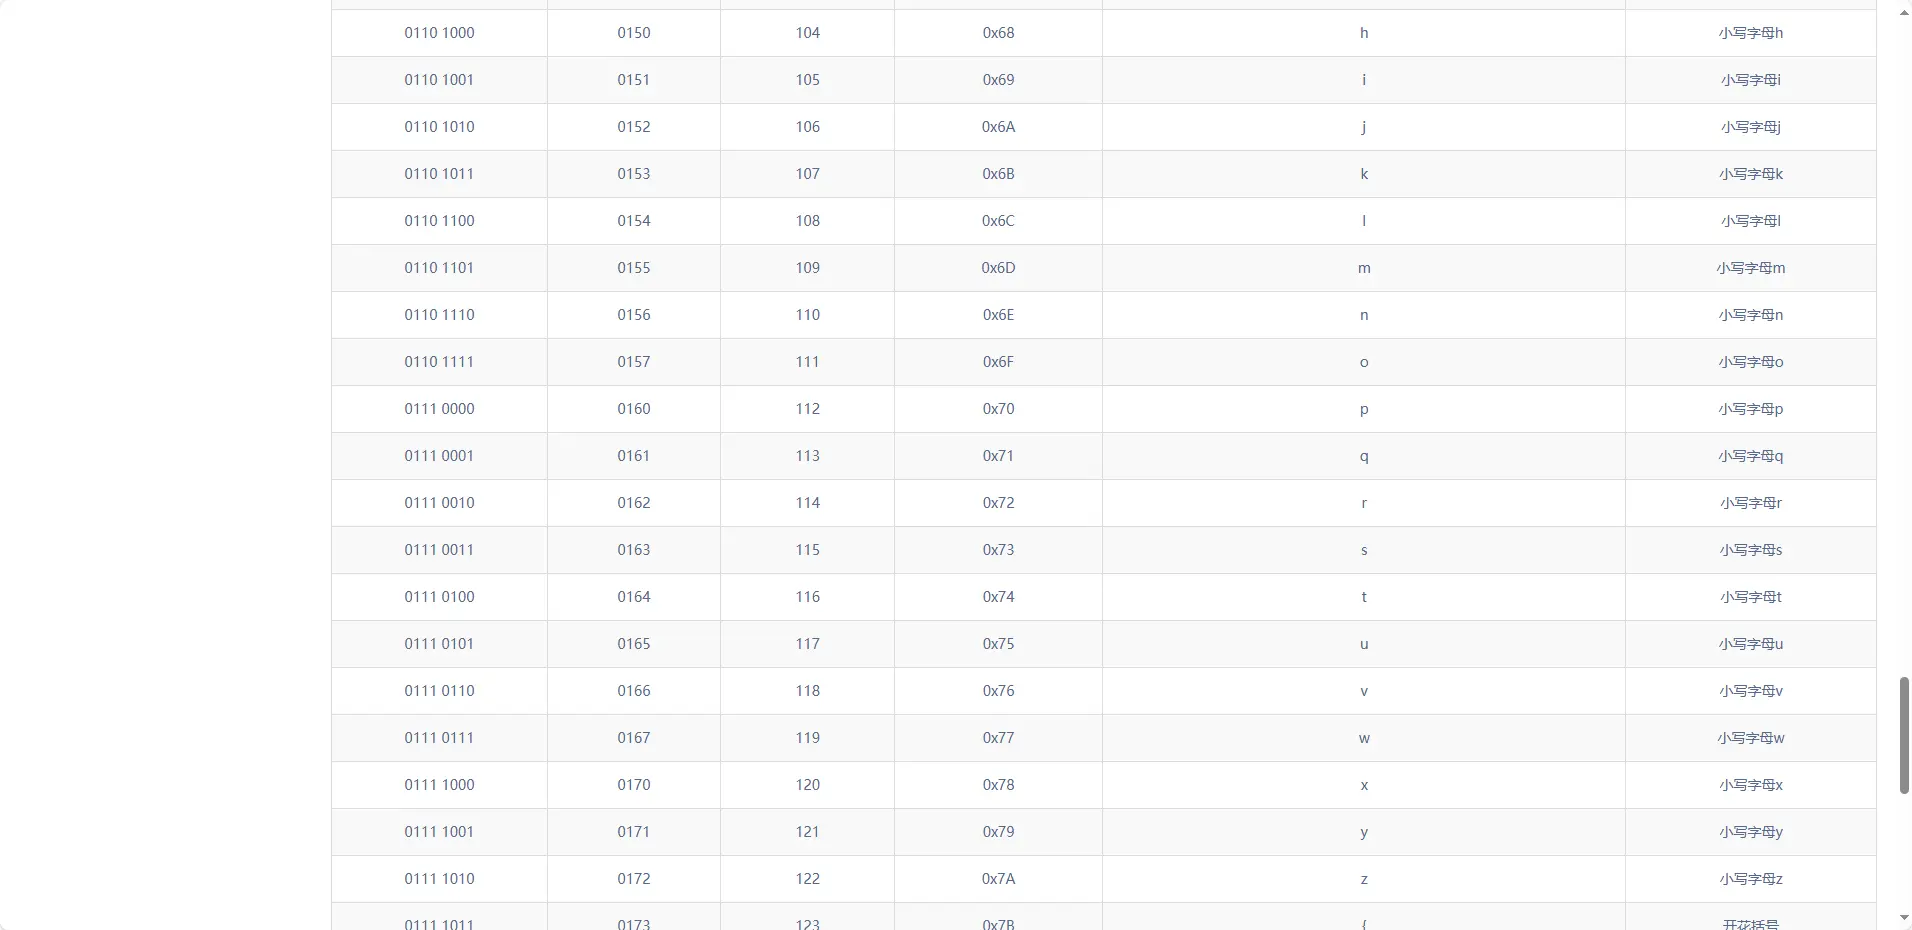 0110 1000 0150 104 0x68 h 小写字母h
0110 1001 0151 105 0x69 i 小写字母i
0110 1010 0152 106 0x6A j 小写字母j
0110 1011 0153 107 0x6B k 小写字母k
0110 1100 0154 108 0x6C l 小写字母l
0110 1101 0155 109 0x6D m 小写字母m
0110 1110 0156 110 0x6E n 小写字母n
0110 1111 0157 111 0x6F o 小写字母o
0111 0000 0160 112 0x70 p 小写字母p
0111 0001 0161 113 0x71 q 小写字母q
0111 0010 0162 114 0x72 r 小写字母r
0111 0011 0163 115 0x73 s 小写字母s
0111 0100 0164 116 0x74 t 小写字母t
0111 0101 0165 117 0x75 u 小写字母u
0111 0110 0166 118 0x76 v 小写字母v
0111 0111 0167 119 0x77 w 小写字母w
0111 1000 0170 120 0x78 x 小写字母x
0111 1001 0171 121 0x79 y 小写字母y
0111 1010 0172 122 0x7A z 小写字母z
0111 1011 0173 123 0x7B { 开花括号